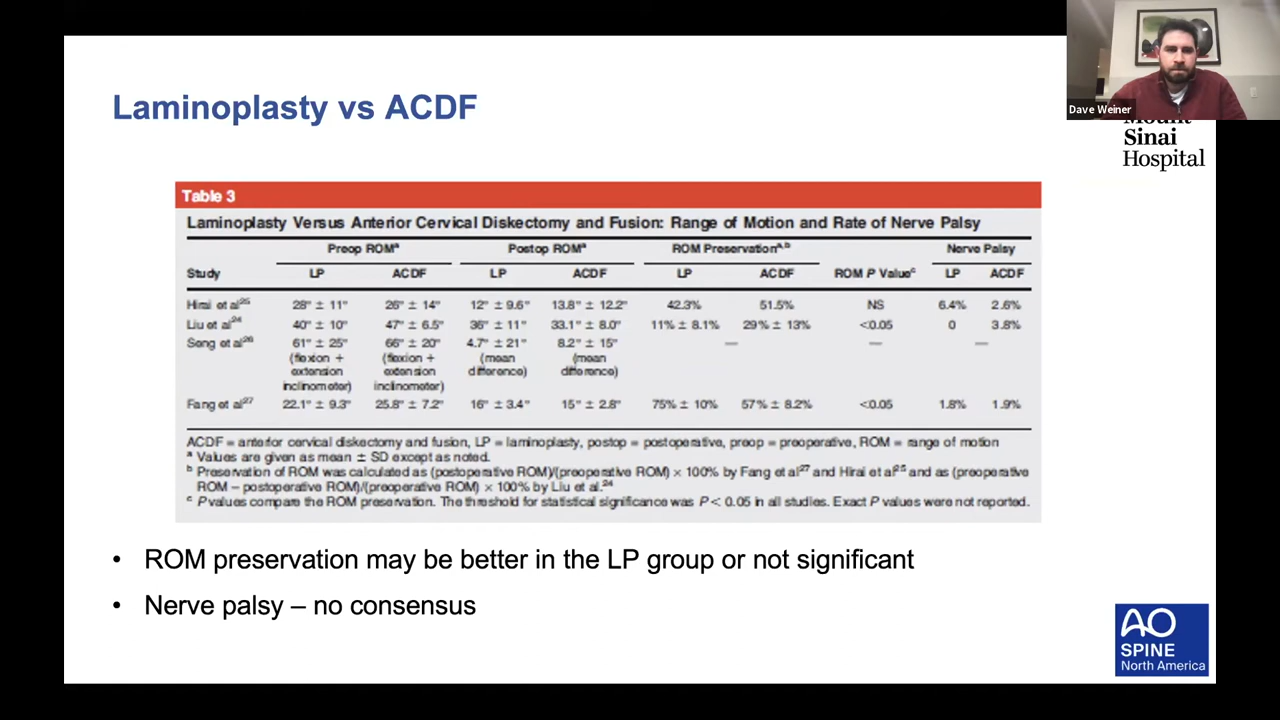 Laminoplasty vs ACDF
Dave Weiner
Mount
Sinai
Hospital
Table 3
Laminoplasty Versus Anterior Cervical Diskectomy and Fusion: Range of Motion and Rate of Nerve Palsy
Preop ROMa Postop ROMa ROM Preservationa,b Nerve Palsy
Study LP ACDF LP ACDF LP ACDF ROM P Valuec LP ACDF
Hirai et al25 28° ± 11° 26° ± 14° 12° ± 9.6° 13.8° ± 12.2° 42.3% 51.5% NS 6.4% 2.6%
Liu et al24 40° ± 10° 47° ± 6.5° 36° ± 11° 33.1° ± 8.0° 11% ± 8.1% 29% ± 13% <0.05 0 3.8%
Seng et al26 61° ± 25° 66° ± 20° 4.7° ± 21° 8.2° ± 15° — — —
(flexion + (flexion + (mean (mean
extension extension difference) difference)
inclinometer) inclinometer)
Fang et al27 22.1° ± 9.3° 25.8° ± 7.2° 16° ± 3.4° 15° ± 2.8° 75% ± 10% 57% ± 8.2% <0.05 1.8% 1.9%
ACDF = anterior cervical diskectomy and fusion, LP = laminoplasty, postop = postoperative, preop = preoperative, ROM = range of motion
a Values are given as mean ± SD except as noted.
b Preservation of ROM was calculated as (postoperative ROM)/(preoperative ROM) × 100% by Fang et al27 and Hirai et al25 and as (preoperative
ROM – postoperative ROM)/(preoperative ROM) × 100% by Liu et al.24
c P values compare the ROM preservation. The threshold for statistical significance was P < 0.05 in all studies. Exact P values were not reported.
• ROM preservation may be better in the LP group or not significant
• Nerve palsy – no consensus
AO
SPINE
North America